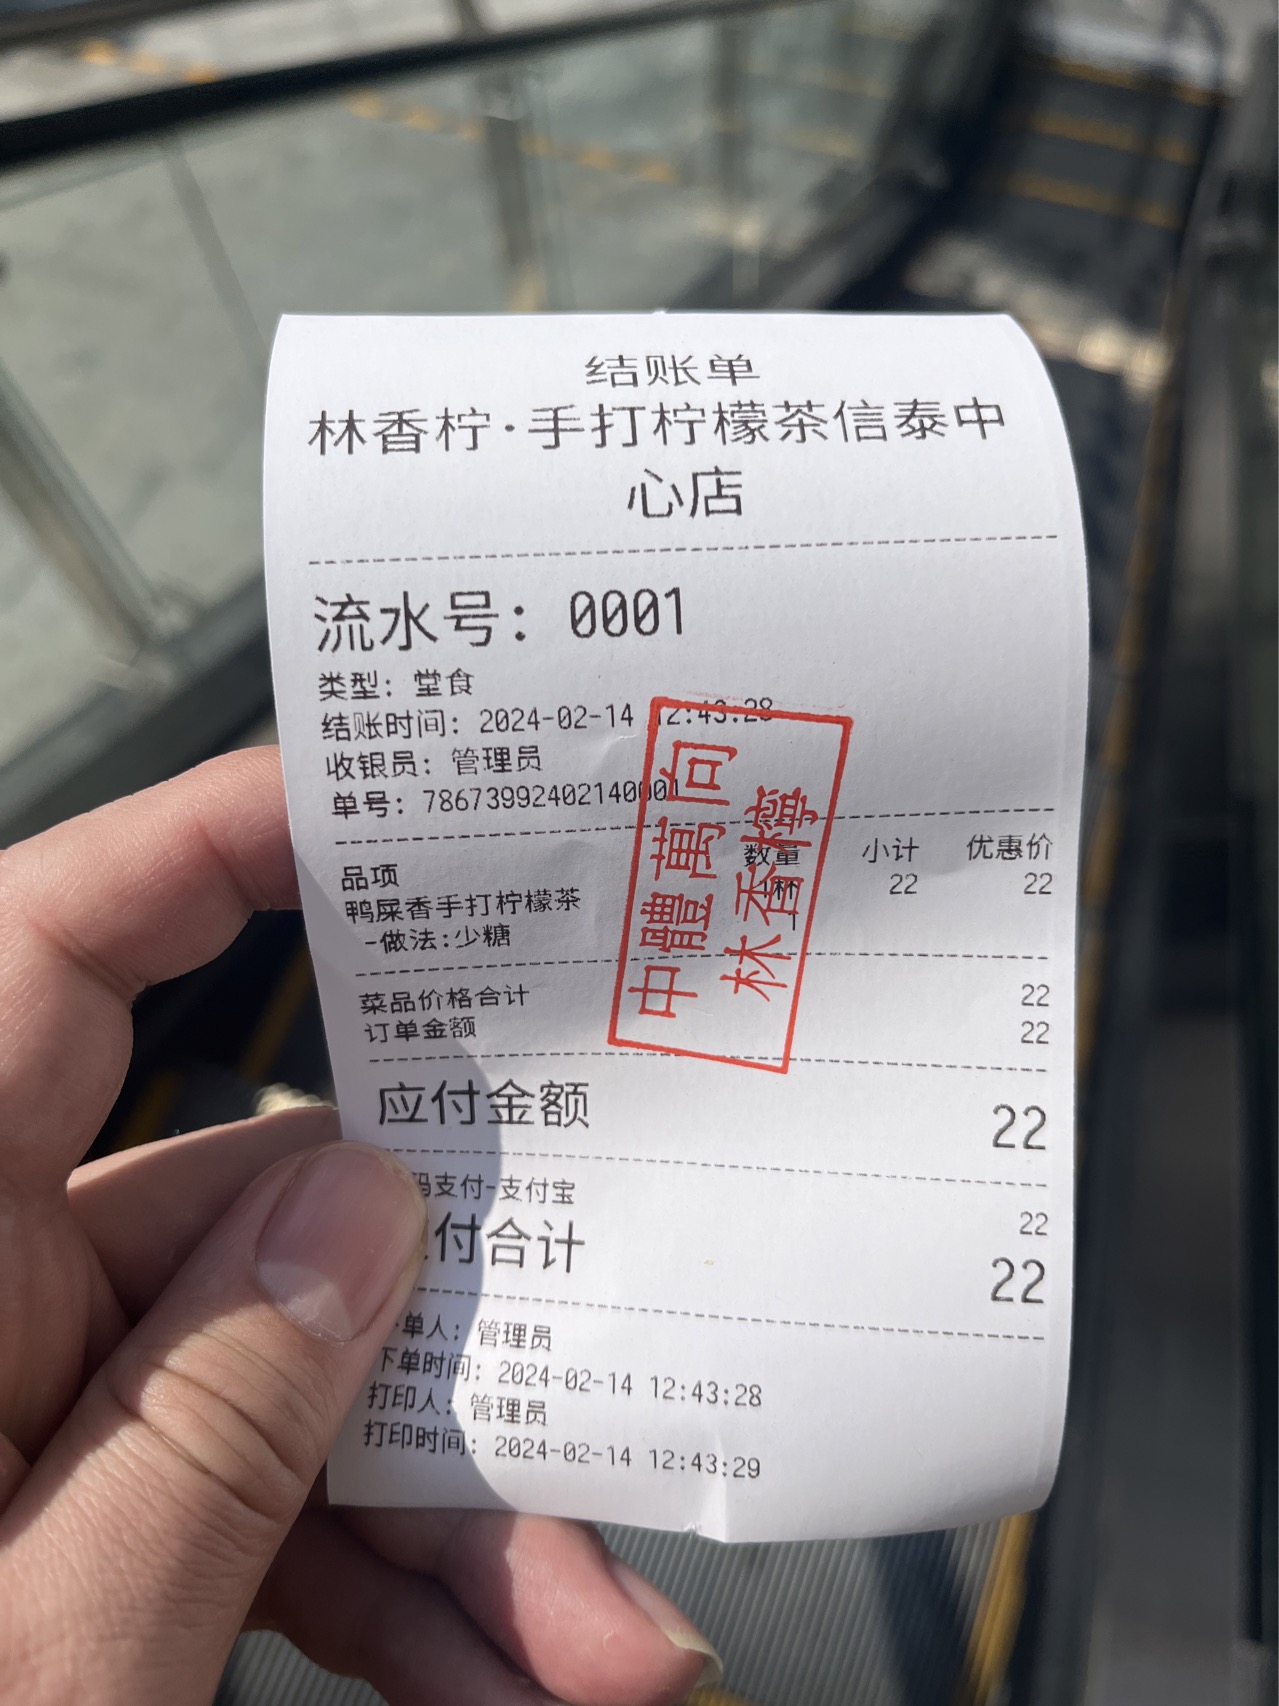 结账单
林香柠·手打柠檬茶信泰中
心店
流水号: 0001
类型: 堂食
结账时间: 2024-02-14 12:43:28
收银员: 管理员
单号: 78673992402140001
品项 数量 小计 优惠价
鸭屎香手打柠檬茶 1杯 22 22
-做法:少糖
菜品价格合计 22
订单金额 22
应付金额 22
码支付-支付宝 22
付合计 22
单人: 管理员
下单时间: 2024-02-14 12:43:28
打印人: 管理员
打印时间: 2024-02-14 12:43:29
中體萬向
林香檸